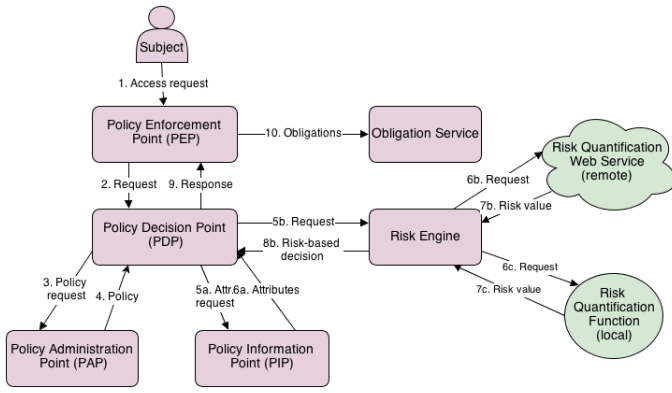 Subject
1. Access request
Policy Enforcement
Point (PEP)
10. Obligations
Obligation Service
Risk Quantification
Web Service
(remote)
6b. Request
7b. Risk value
2. Request
9. Response
Policy Decision Point
(PDP)
5b. Request
8b. Risk-based
decision
Risk Engine
6c. Request
7c. Risk value
3. Policy
request
4. Policy
5a. Attr.
request
6a. Attributes
Risk
Quantification
Function
(local)
Policy Administration
Point (PAP)
Policy Information
Point (PIP)